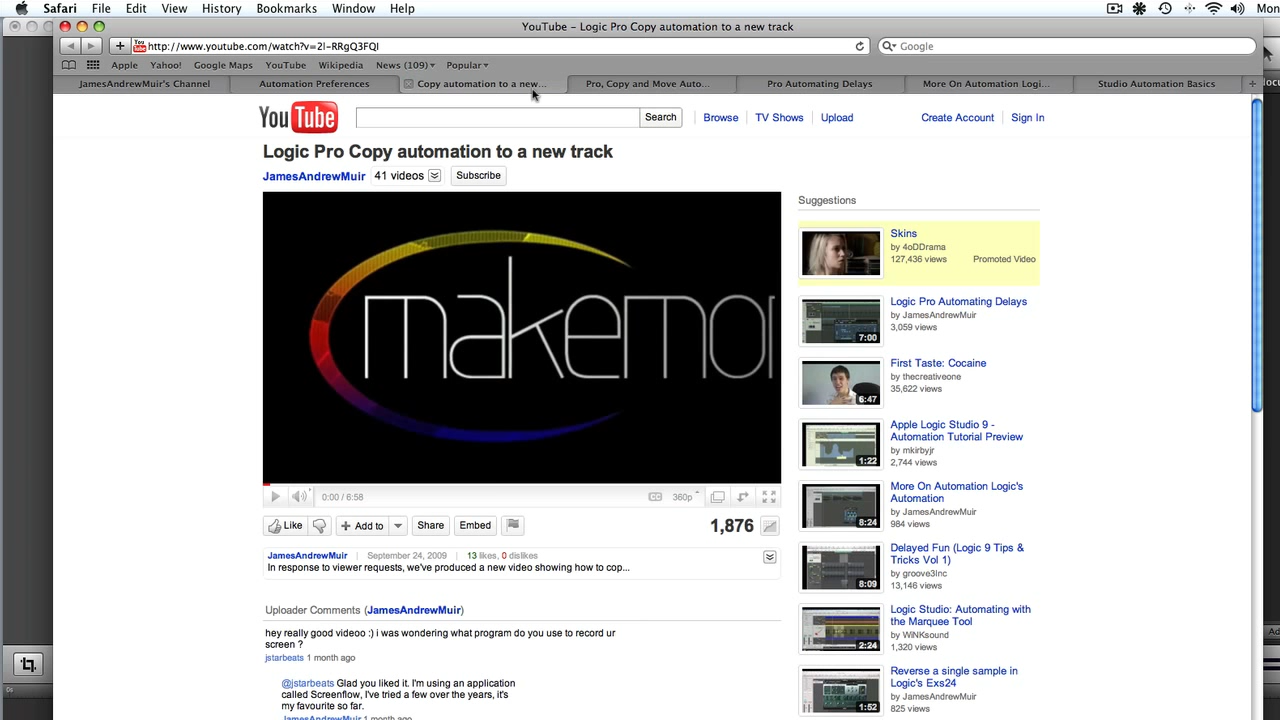 Safari File Edit View History Bookmarks Window Help Mon
YouTube – Logic Pro Copy automation to a new track
http://www.youtube.com/watch?v=2l-RRgQ3FQI
Google
Apple Yahoo! Google Maps YouTube Wikipedia News (109) Popular
JamesAndrewMuir's Channel
Automation Preferences
Copy automation to a new...
Pro, Copy and Move Auto...
Pro Automating Delays
More On Automation Logi...
Studio Automation Basics
YouTube
Search
Browse TV Shows Upload
Create Account Sign In
Logic Pro Copy automation to a new track
JamesAndrewMuir 41 videos Subscribe
makemor
0:00 / 6:58
CC 360p
Like Add to Share Embed
1,876
JamesAndrewMuir September 24, 2009 13 likes, 0 dislikes
In response to viewer requests, we've produced a new video showing how to cop...
Uploader Comments (JamesAndrewMuir)
hey really good videoo :) i was wondering what program do you use to record ur
screen ?
jstarbeats 1 month ago
@jstarbeats Glad you liked it. I'm using an application
called Screenflow, I've tried a few over the years, it's
my favourite so far.
JamesAndrewMuir 1 month ago
Suggestions
Skins
by 4oDDrama
127,436 views Promoted Video
Logic Pro Automating Delays
by JamesAndrewMuir
3,059 views
7:00
First Taste: Cocaine
by thecreativeone
35,622 views
6:47
Apple Logic Studio 9 -
Automation Tutorial Preview
by mkirbyjr
2,744 views
1:22
More On Automation Logic's
Automation
by JamesAndrewMuir
984 views
8:24
Delayed Fun (Logic 9 Tips &
Tricks Vol 1)
by groove3Inc
13,146 views
8:09
Logic Studio: Automating with
the Marquee Tool
by WiNKsound
1,320 views
2:24
Reverse a single sample in
Logic's Exs24
by JamesAndrewMuir
825 views
1:52